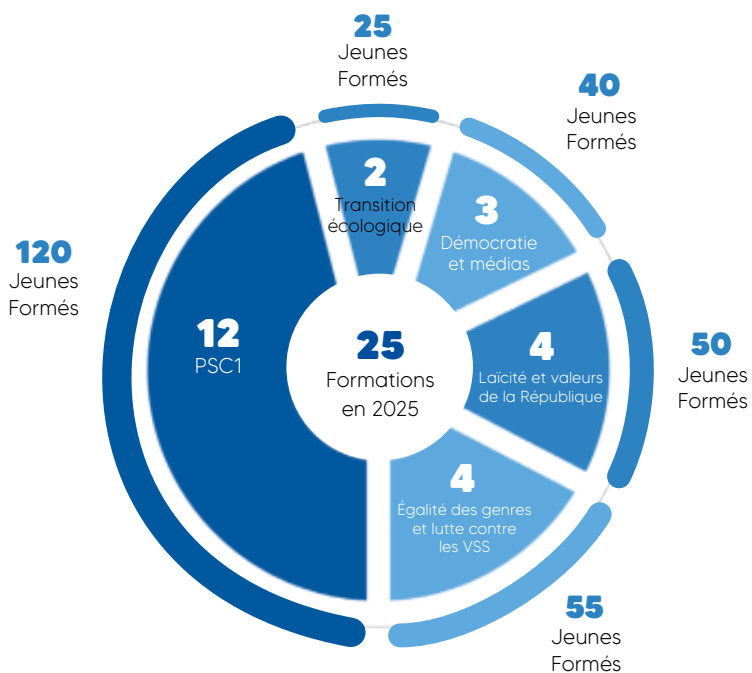 25
Jeunes
Formés
40
Jeunes
Formés
2
Transition
écologique
3
Démocratie
et médias
120
Jeunes
Formés
12
PSC1
25
Formations
en 2025
4
Laïcité et valeurs
de la République
50
Jeunes
Formés
4
Égalité des genres
et lutte contre
les VSS
55
Jeunes
Formés